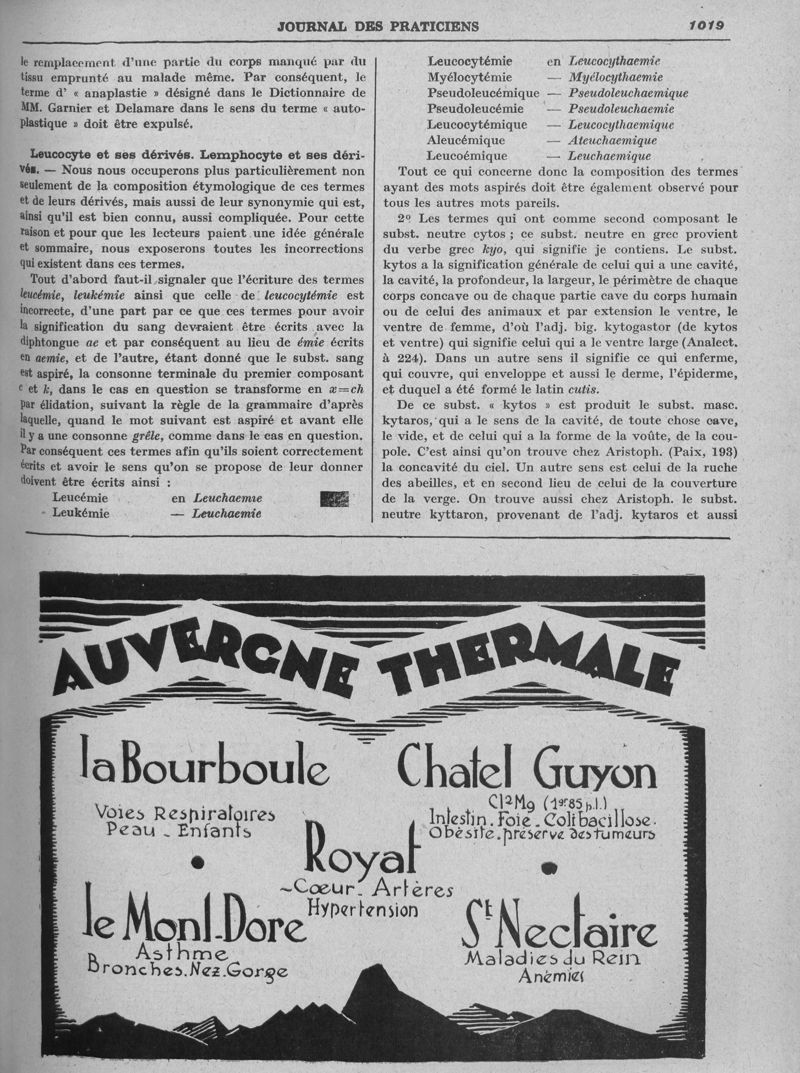 JOURNAL DES PRATICIENS 1019
le remplacement d'une partie du corps manqué par du
tissu emprunté au malade même. Par conséquent, le
terme d' « anaplastie » désigné dans le Dictionnaire de
MM. Garnier et Delamare dans le sens du terme « auto-
plastique » doit être expulsé.
Leucocyte et ses dérivés. Lemphocyte et ses déri-
vés. — Nous nous occuperons plus particulièrement non
seulement de la composition étymologique de ces termes
et de leurs dérivés, mais aussi de leur synonymie qui est,
ainsi qu'il est bien connu, aussi compliquée. Pour cette
raison et pour que les lecteurs paient une idée générale
et sommaire, nous exposerons toutes les incorrections
qui existent dans ces termes.
Tout d'abord faut-il signaler que l'écriture des termes
leucémie, leukémie ainsi que celle de leucocytémie est
incorrecte, d'une part par ce que ces termes pour avoir
la signification du sang devraient être écrits avec la
diphtongue ae et par conséquent au lieu de émie écrits
en aemie, et de l'autre, étant donné que le subst. sang
est aspiré, la consonne terminale du premier composant
c et k, dans le cas en question se transforme en x=ch
par élidation, suivant la règle de la grammaire d'après
laquelle, quand le mot suivant est aspiré et avant elle
il y a une consonne grêle, comme dans le cas en question.
Par conséquent ces termes afin qu'ils soient correctement
écrits et avoir le sens qu'on se propose de leur donner
doivent être écrits ainsi :
Leucémie en Leuchaemie
Leukémie — Leuchaemie
Leucocytémie en Leucocythaemie
Myélocytémie — Myélocythaemie
Pseudoleucémique — Pseudoleuchaemique
Pseudoleucémie — Pseudoleuchaemie
Leucocytémique — Leucocythaemique
Aleucémique — Ateuchaemique
Leucoémique — Leuchaemique
Tout ce qui concerne donc la composition des termes
ayant des mots aspirés doit être également observé pour
tous les autres mots pareils.
2º Les termes qui ont comme second composant le
subst. neutre cytos ; ce subst. neutre en grec provient
du verbe grec kyo, qui signifie je contiens. Le subst.
kytos a la signification générale de celui qui a une cavité,
la cavité, la profondeur, la largeur, le périmètre de chaque
corps concave ou de chaque partie cave du corps humain
ou de celui des animaux et par extension le ventre, le
ventre de femme, d'où l'adj. big. kytogastor (de kytos
et ventre) qui signifie celui qui a le ventre large (Analect.
à 224). Dans un autre sens il signifie ce qui enferme,
qui couvre, qui enveloppe et aussi le derme, l'épiderme,
et duquel a été formé le latin cutis.
De ce subst. « kytos » est produit le subst. masc.
kytaros, qui a le sens de la cavité, de toute chose cave,
le vide, et de celui qui a la forme de la voûte, de la cou-
pole. C'est ainsi qu'on trouve chez Aristoph. (Paix, 193)
la concavité du ciel. Un autre sens est celui de la ruche
des abeilles, et en second lieu de celui de la couverture
de la verge. On trouve aussi chez Aristoph. le subst.
neutre kyttaron, provenant de l'adj. kytaros et aussi
AUVERGNE THERMALE
la Bourboule
Voies Respiratoires
Peau - Enfants
Chatel Guyon
Cl²Mg (1gr85 p.l.)
Intestin. Foie. Colibacillose.
Obésité. préserve des tumeurs
Royat
Cœur. Artères
Hypertension
le Mont-Dore
Asthme
Bronches. Nez. Gorge
St Nectaire
Maladies du Rein
Anémies